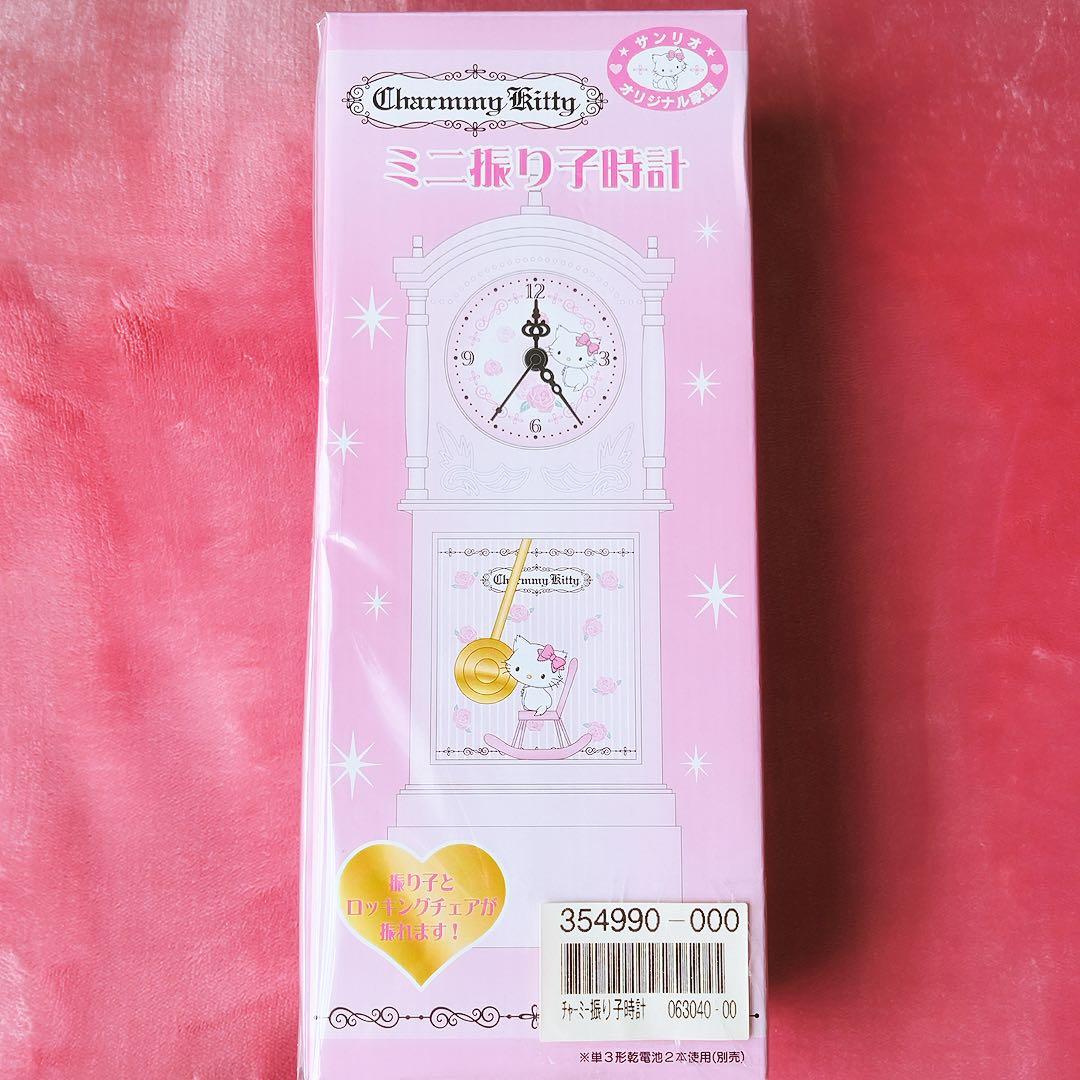 サンリオ
オリジナル家電
Charmmy Kitty
ミニ振り子時計
12
9
3
6
Charmmy Kitty
振り子と
ロッキングチェアが
振れます!
354990-000
ﾁｬｰﾐｰ振り子時計 063040-00
※単3形乾電池2本使用(別売)